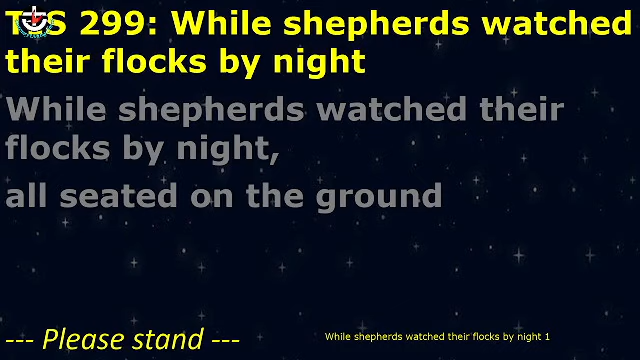 TiS 299: While shepherds watched
their flocks by night
While shepherds watched their
flocks by night,
all seated on the ground
--- Please stand ---
While shepherds watched their flocks by night 1